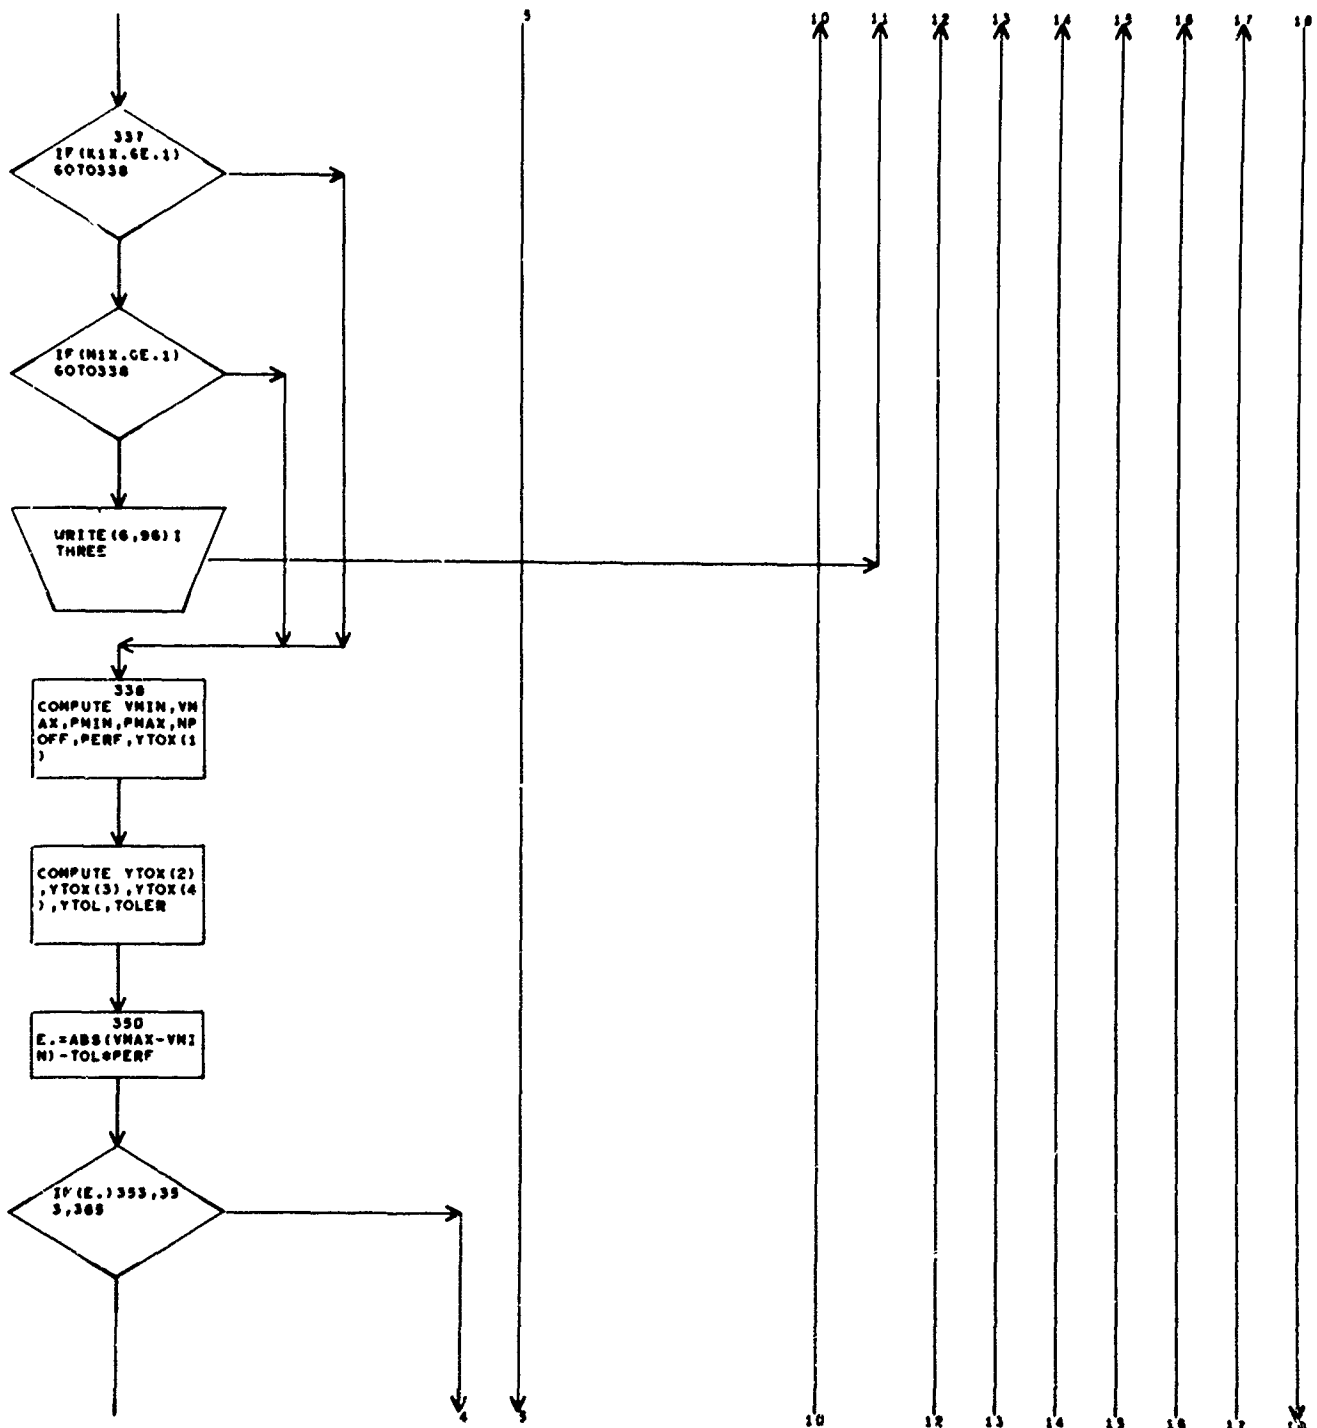 5 10 11 12 13 14 15 16 17 18
337
IF(K1X.GE.1)
GOTO338
IF(N1X.GE.1)
GOTO338
WRITE(6,96)I
THREE
338
COMPUTE VMIN,VM
AX,PMIN,PMAX,NP
OFF,PERF,YTOX(1
)
COMPUTE YTOX(2)
,YTOX(3),YTOX(4
),YTOL,TOLER
350
E.=ABS(VMAX-VMI
N)-TOL*PERF
IF(E.)353,35
3,365
4 5 10 12 13 14 15 16 17 18